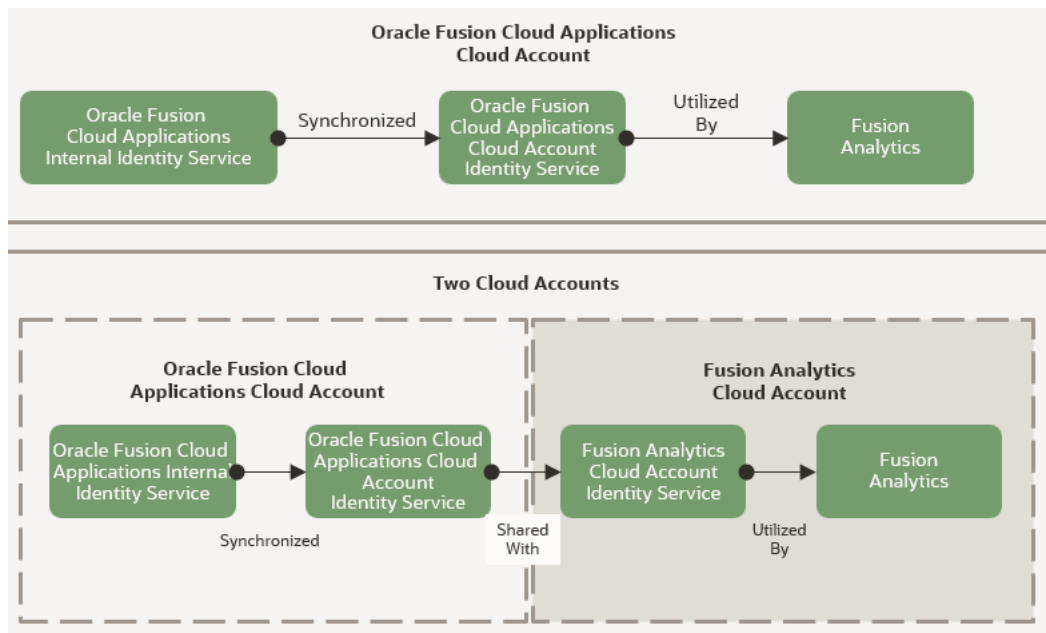 Oracle Fusion Cloud Applications
Cloud Account
Oracle Fusion
Cloud Applications
Internal Identity Service
Synchronized
Oracle Fusion
Cloud Applications
Cloud Account
Identity Service
Utilized
By
Fusion
Analytics
Two Cloud Accounts
Oracle Fusion Cloud
Applications Cloud Account
Oracle Fusion Cloud
Applications Internal
Identity Service
Synchronized
Oracle Fusion Cloud
Applications Cloud
Account
Identity Service
Shared
With
Fusion Analytics
Cloud Account
Fusion Analytics
Cloud Account
Identity Service
Utilized
By
Fusion
Analytics